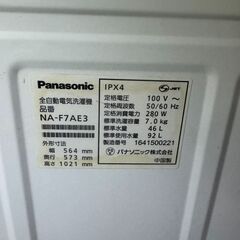 Panasonic
全自動電気洗濯機
品番
NA-F7AE3
外形寸法
幅 564 mm
奥行 573 mm
高さ 1021 mm
IPX4
JET
定格電圧 100 V ～
定格周波数 50/60 Hz
定格消費電力 280 W
標準洗濯容量 7.0 kg
標準水量 46 L
標準使用水量 92 L
製造番号 1641500221
パナソニック株式会社
中国製